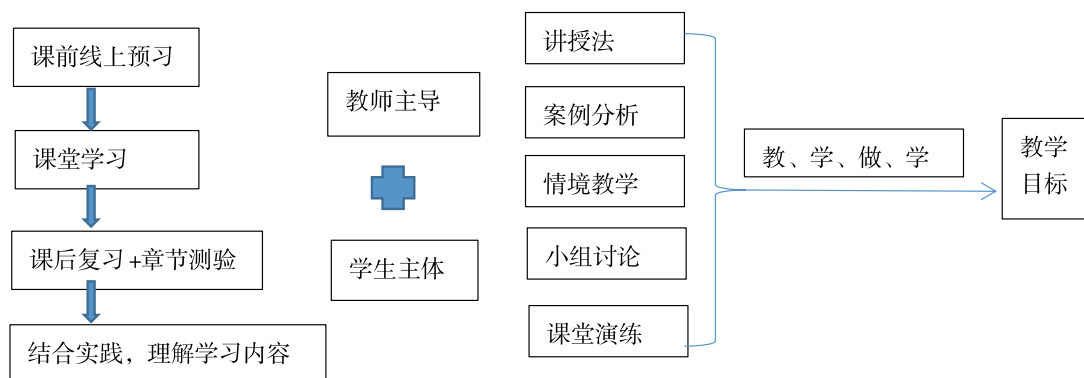 课前线上预习
课堂学习
课后复习+章节测验
结合实践，理解学习内容
教师主导
学生主体
讲授法
案例分析
情境教学
小组讨论
课堂演练
教、学、做、学
教学
目标